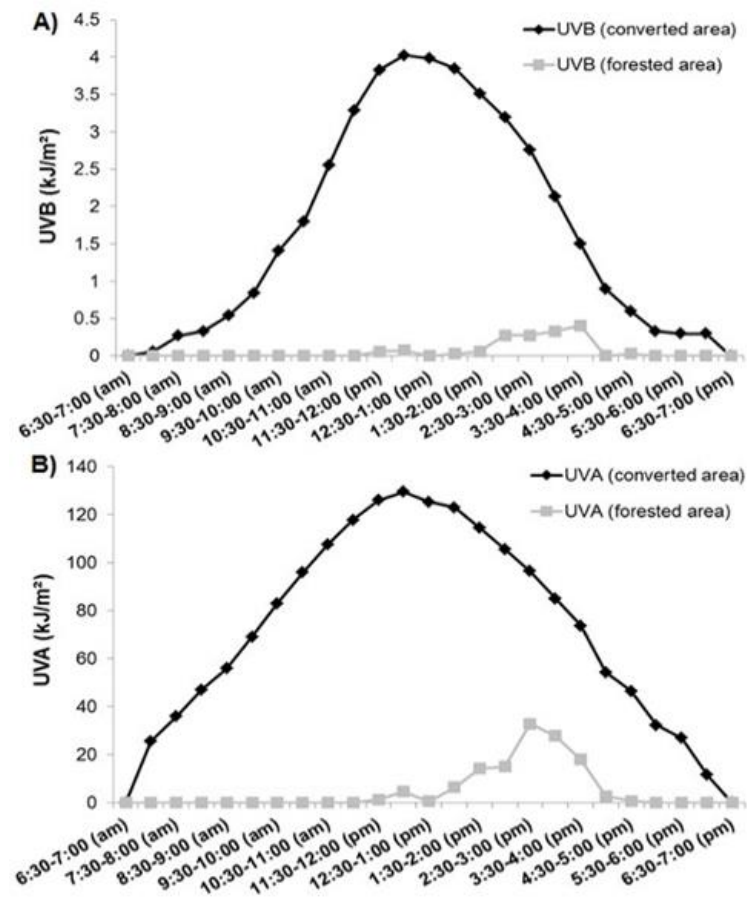 A)
UVB (converted area)
UVB (forested area)
UVB (kJ/m²)
4.5
4
3.5
3
2.5
2
1.5
1
0.5
0
6:30-7:00 (am)
7:30-8:00 (am)
8:30-9:00 (am)
9:30-10:00 (am)
10:30-11:00 (am)
11:30-12:00 (pm)
12:30-1:00 (pm)
1:30-2:00 (pm)
2:30-3:00 (pm)
3:30-4:00 (pm)
4:30-5:00 (pm)
5:30-6:00 (pm)
6:30-7:00 (pm)
B)
UVA (converted area)
UVA (forested area)
UVA (kJ/m²)
140
120
100
80
60
40
20
0
6:30-7:00 (am)
7:30-8:00 (am)
8:30-9:00 (am)
9:30-10:00 (am)
10:30-11:00 (am)
11:30-12:00 (pm)
12:30-1:00 (pm)
1:30-2:00 (pm)
2:30-3:00 (pm)
3:30-4:00 (pm)
4:30-5:00 (pm)
5:30-6:00 (pm)
6:30-7:00 (pm)